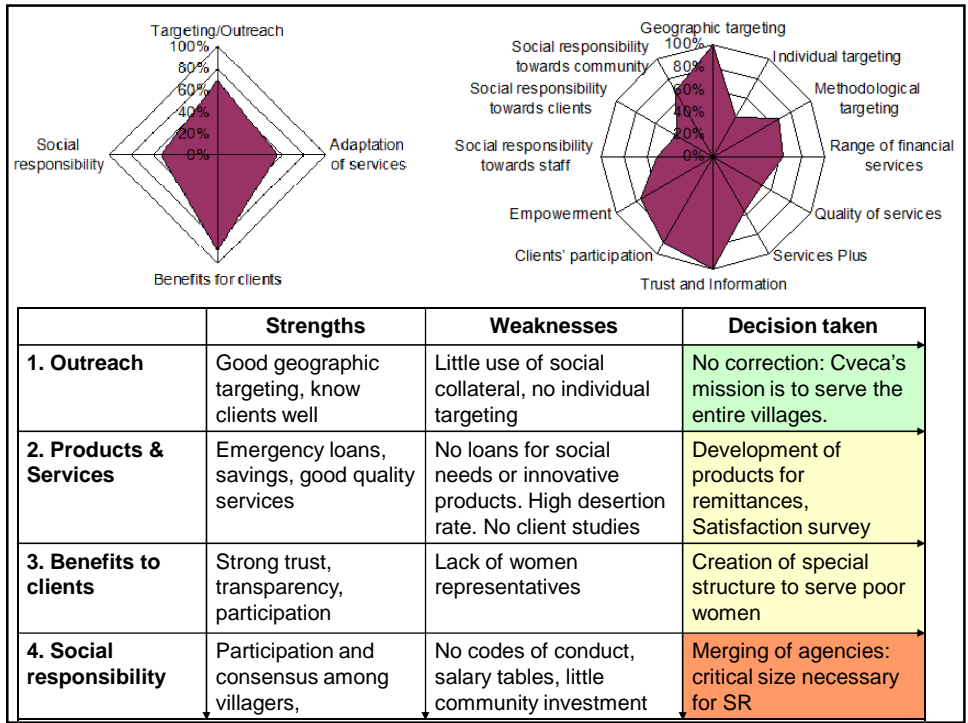 Targeting/Outreach
100%
80%
60%
40%
20%
0%
Social
responsibility
Adaptation
of services
Benefits for clients
Geographic targeting
100%
80%
60%
40%
20%
0%
Individual targeting
Methodological
targeting
Range of financial
services
Quality of services
Services Plus
Trust and Information
Clients' participation
Empowerment
Social responsibility
towards staff
Social responsibility
towards clients
Social responsibility
towards community
Strengths
Weaknesses
Decision taken
1. Outreach
Good geographic
targeting, know
clients well
Little use of social
collateral, no individual
targeting
No correction: Cveca's
mission is to serve the
entire villages.
2. Products &
Services
Emergency loans,
savings, good quality
services
No loans for social
needs or innovative
products. High desertion
rate. No client studies
Development of
products for
remittances,
Satisfaction survey
3. Benefits to
clients
Strong trust,
transparency,
participation
Lack of women
representatives
Creation of special
structure to serve poor
women
4. Social
responsibility
Participation and
consensus among
villagers,
No codes of conduct,
salary tables, little
community investment
Merging of agencies:
critical size necessary
for SR